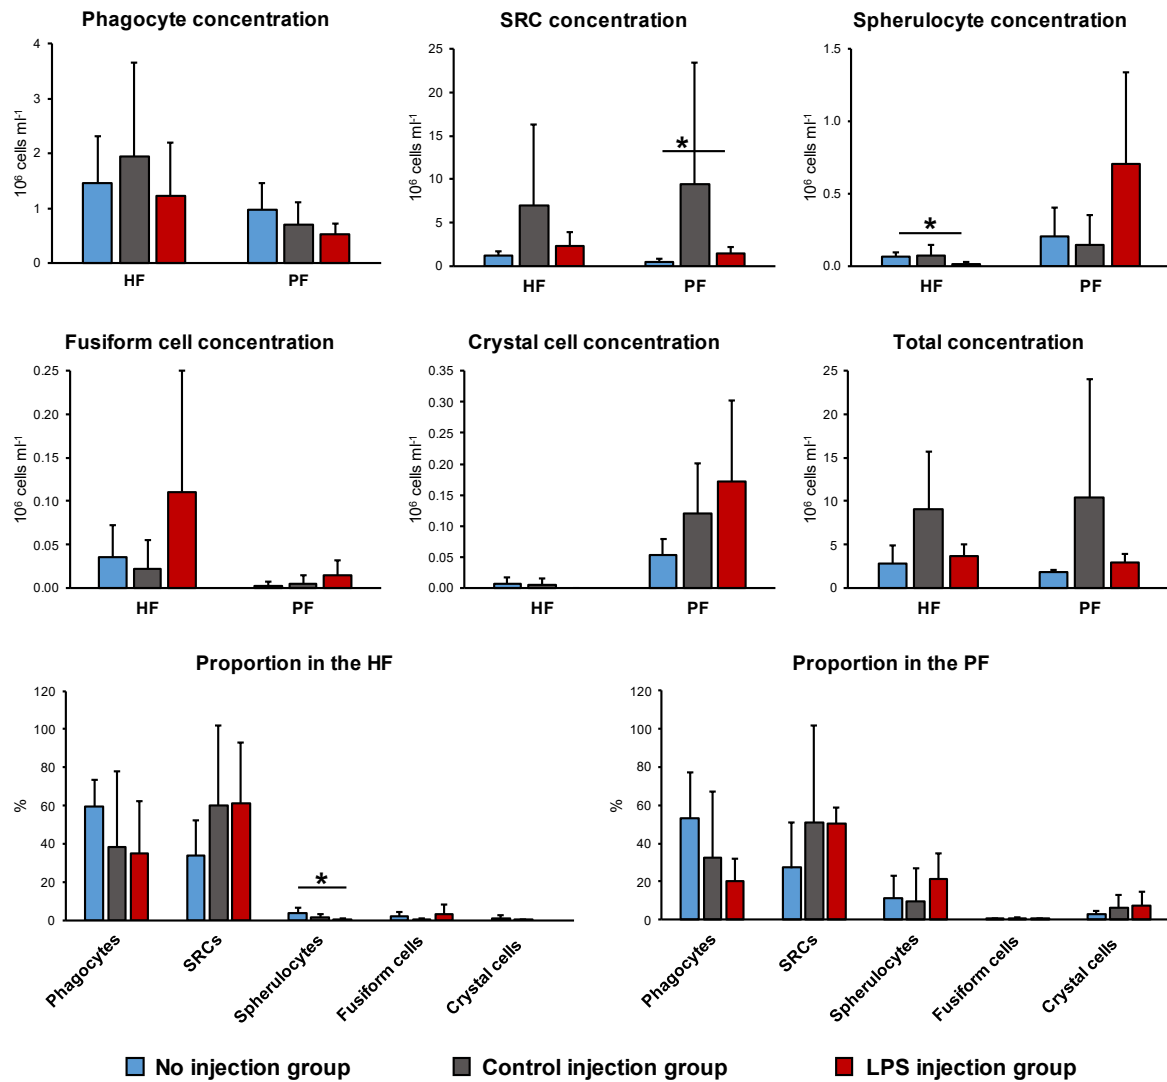 Phagocyte concentration
4
3
2
1
0
10⁶ cells ml⁻¹
HF
PF
SRC concentration
25
20
15
10
5
0
10⁶ cells ml⁻¹
*
HF
PF
Spherulocyte concentration
1.5
1.0
0.5
0.0
10⁶ cells ml⁻¹
*
HF
PF
Fusiform cell concentration
0.25
0.20
0.15
0.10
0.05
0.00
10⁶ cells ml⁻¹
HF
PF
Crystal cell concentration
0.35
0.30
0.25
0.20
0.15
0.10
0.05
0.00
10⁶ cells ml⁻¹
HF
PF
Total concentration
25
20
15
10
5
0
10⁶ cells ml⁻¹
HF
PF
Proportion in the HF
120
100
80
60
40
20
0
%
*
Phagocytes
SRCs
Spherulocytes
Fusiform cells
Crystal cells
Proportion in the PF
120
100
80
60
40
20
0
%
Phagocytes
SRCs
Spherulocytes
Fusiform cells
Crystal cells
No injection group
Control injection group
LPS injection group